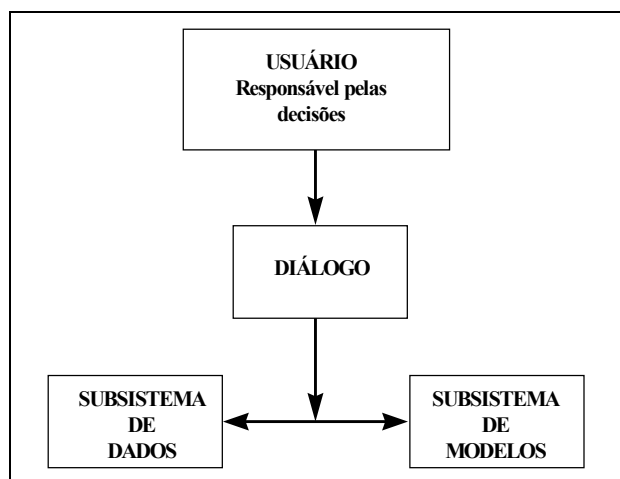 USUÁRIO
Responsável pelas
decisões
DIÁLOGO
SUBSISTEMA
DE
DADOS
SUBSISTEMA
DE
MODELOS